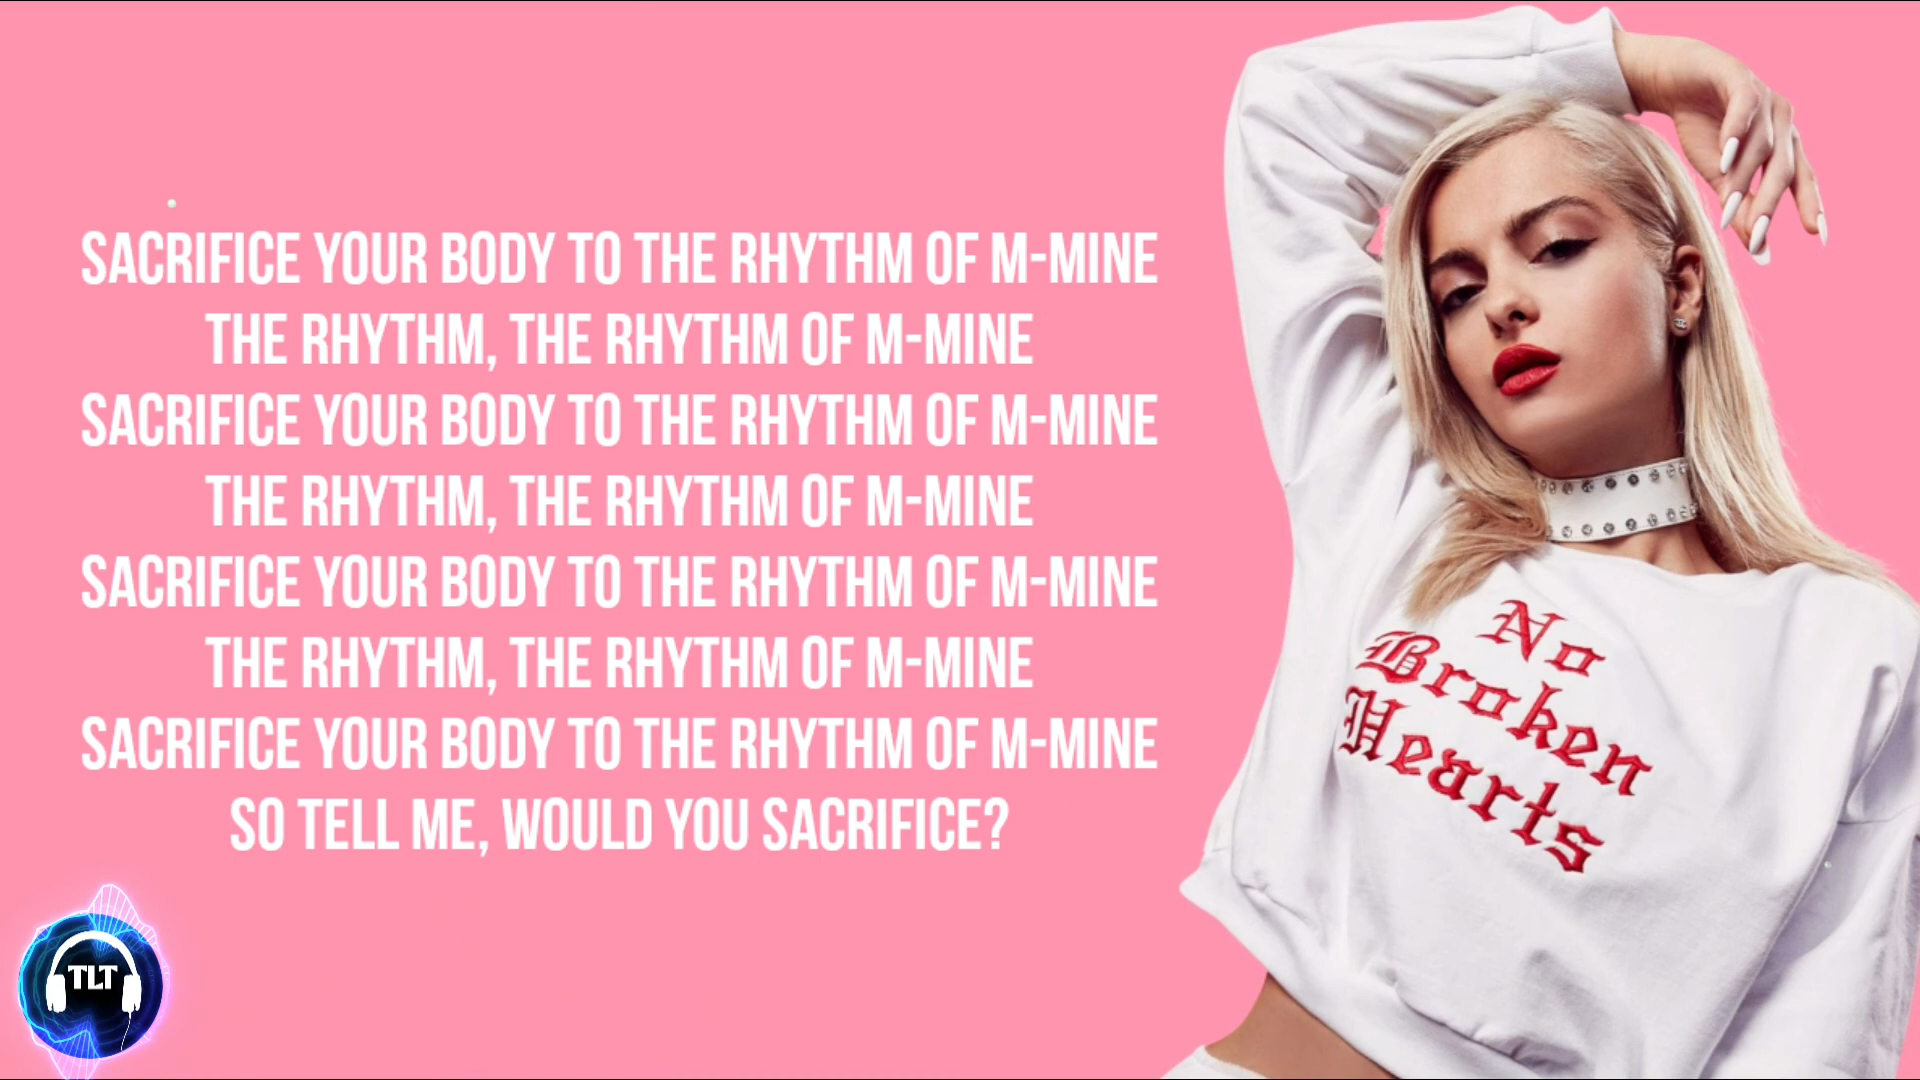 SACRIFICE YOUR BODY TO THE RHYTHM OF M-MINE
THE RHYTHM, THE RHYTHM OF M-MINE
SACRIFICE YOUR BODY TO THE RHYTHM OF M-MINE
THE RHYTHM, THE RHYTHM OF M-MINE
SACRIFICE YOUR BODY TO THE RHYTHM OF M-MINE
THE RHYTHM, THE RHYTHM OF M-MINE
SACRIFICE YOUR BODY TO THE RHYTHM OF M-MINE
SO TELL ME, WOULD YOU SACRIFICE?
No
Broken
Hearts
TLT